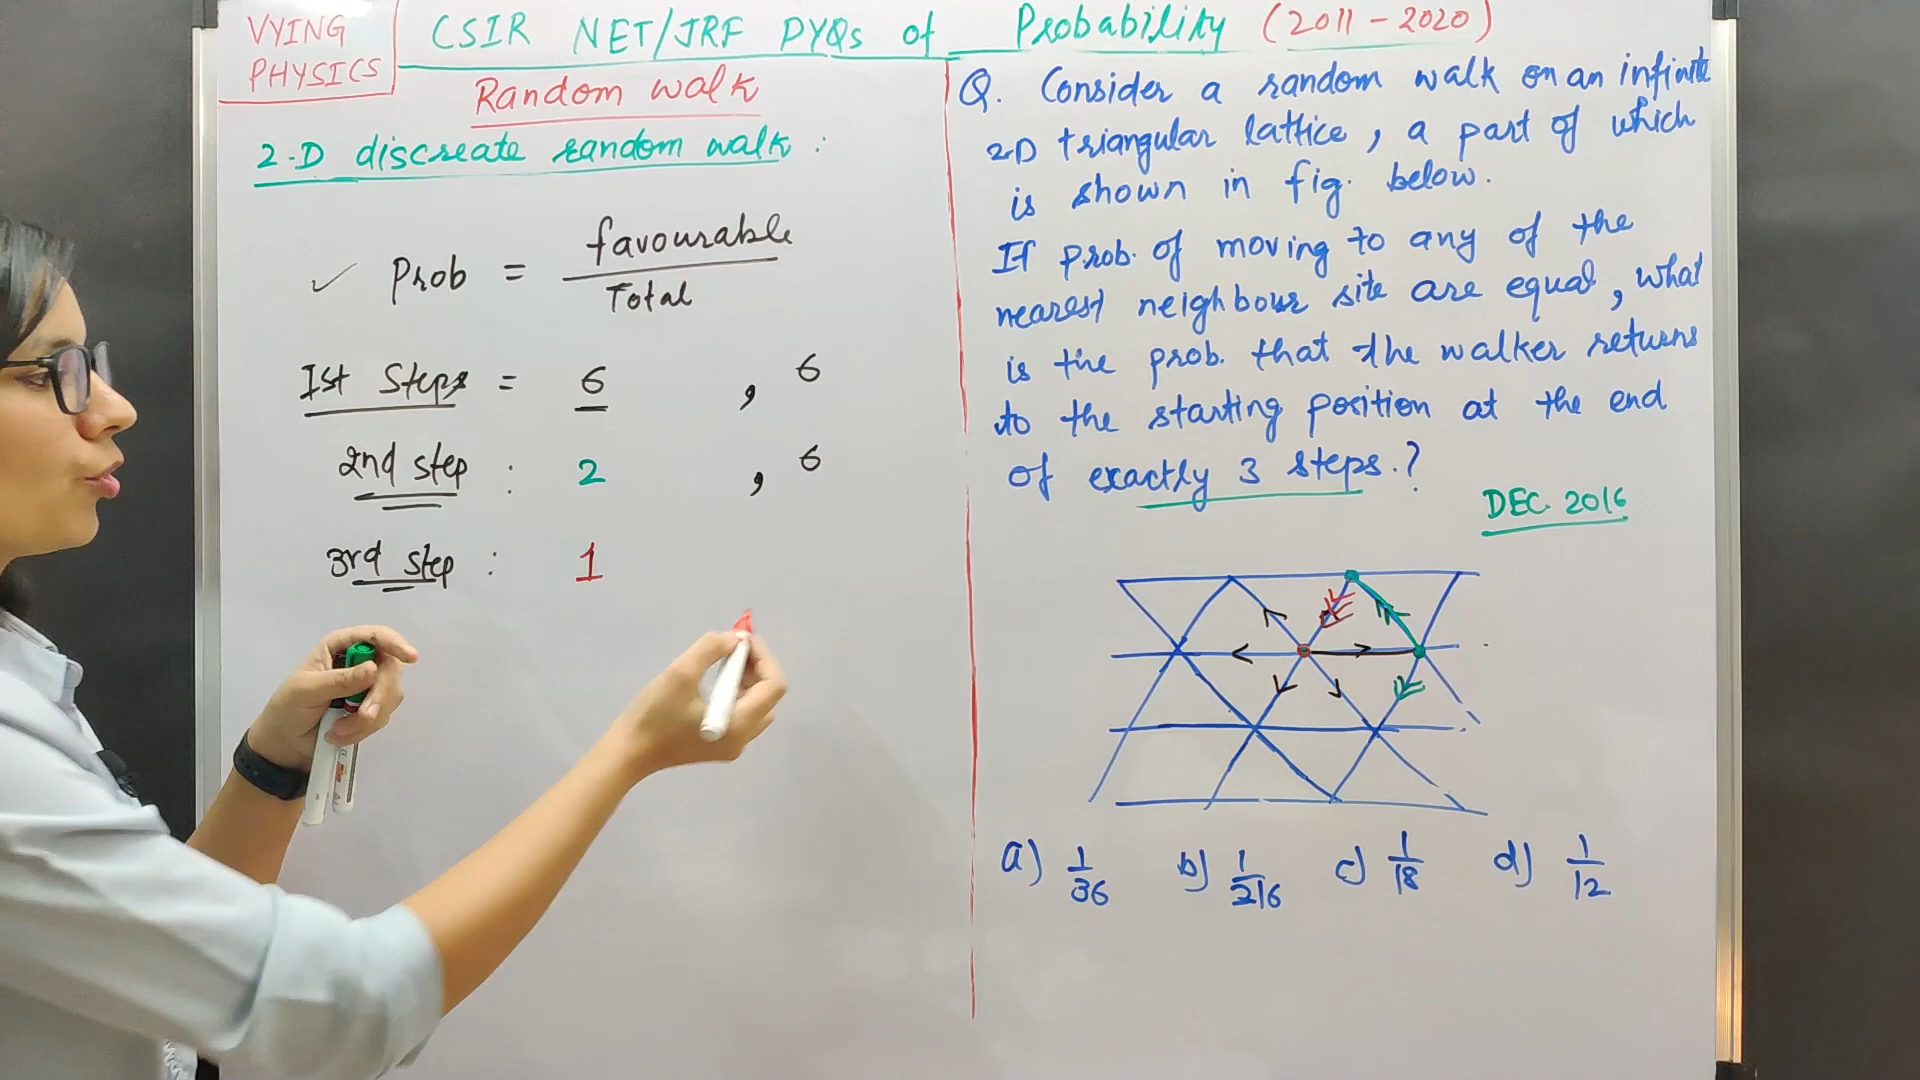 VYING
PHYSICS
CSIR NET/JRF PYQs of Probability (2011-2020)
Random walk
2-D discreate random walk :
✓ Prob = favourable
Total
Ist Steps = 6 , 6
2nd step : 2 , 6
3rd step : 1
Q. Consider a random walk on an infinite
2D triangular lattice, a part of which
is shown in fig. below.
If prob. of moving to any of the
nearest neighbour site are equal, what
is the prob. that the walker returns
to the starting position at the end
of exactly 3 steps.?
DEC. 2016
a) 1/36 b) 1/216 c) 1/18 d) 1/12